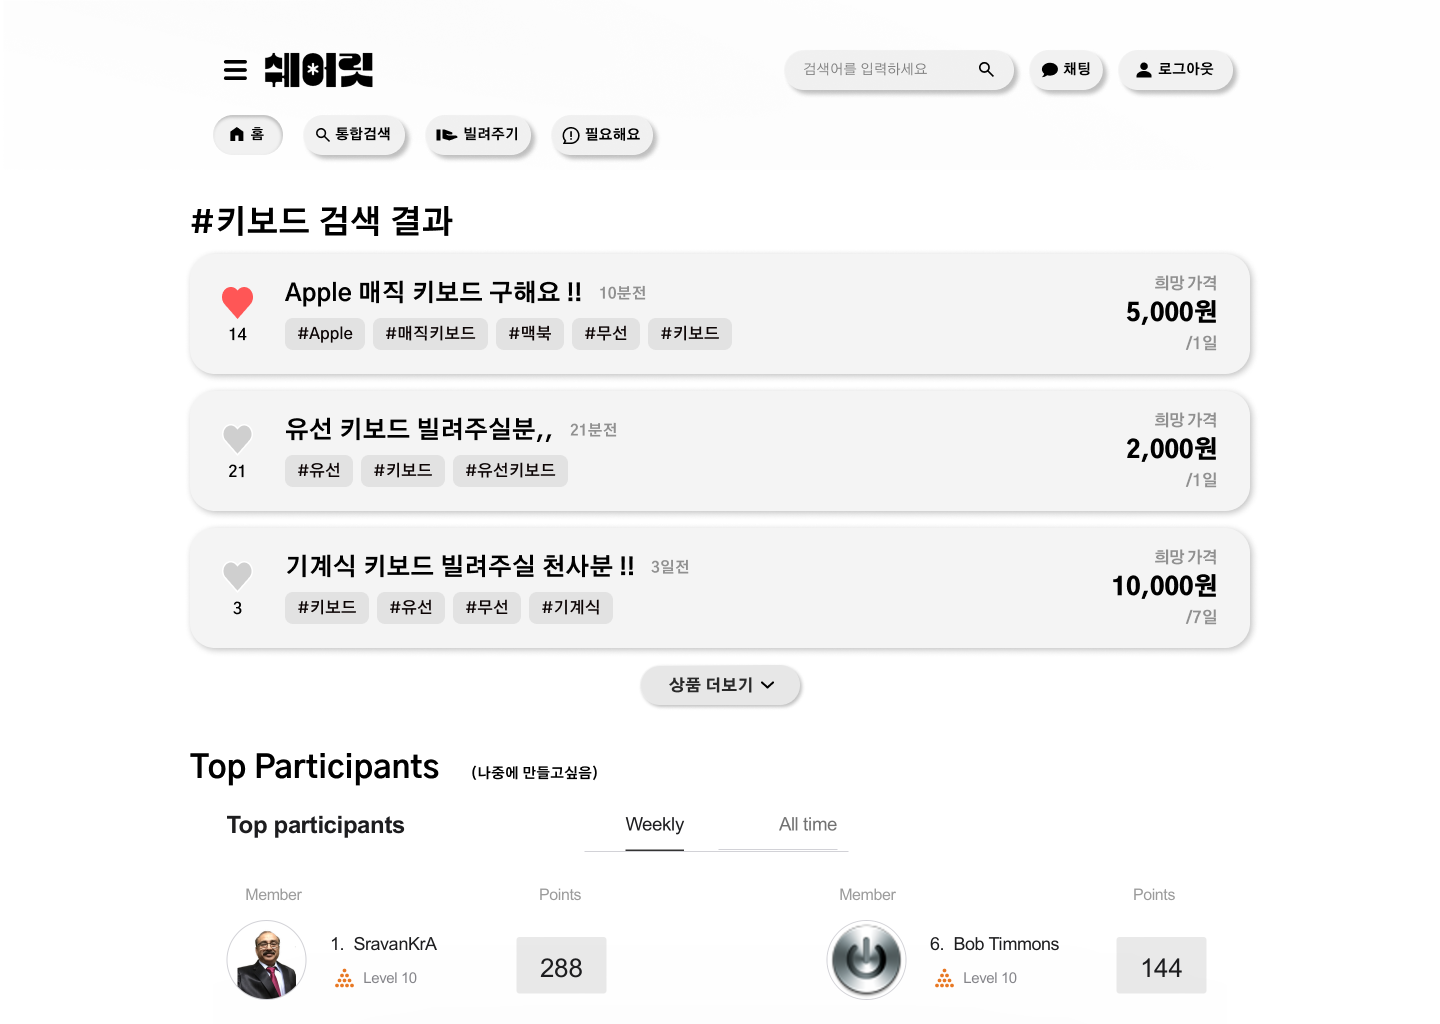 쉐어릿
검색어를 입력하세요
채팅
로그아웃
홈
통합검색
빌려주기
필요해요
#키보드 검색 결과
Apple 매직 키보드 구해요 !! 10분전
14
#Apple #매직키보드 #맥북 #무선 #키보드
희망 가격
5,000원
/1일
유선 키보드 빌려주실분,, 21분전
21
#유선 #키보드 #유선키보드
희망 가격
2,000원
/1일
기계식 키보드 빌려주실 천사분 !! 3일전
3
#키보드 #유선 #무선 #기계식
희망 가격
10,000원
/7일
상품 더보기
Top Participants (나중에 만들고싶음)
Top participants
Weekly
All time
Member Points
1. SravanKrA
Level 10
288
Member Points
6. Bob Timmons
Level 10
144